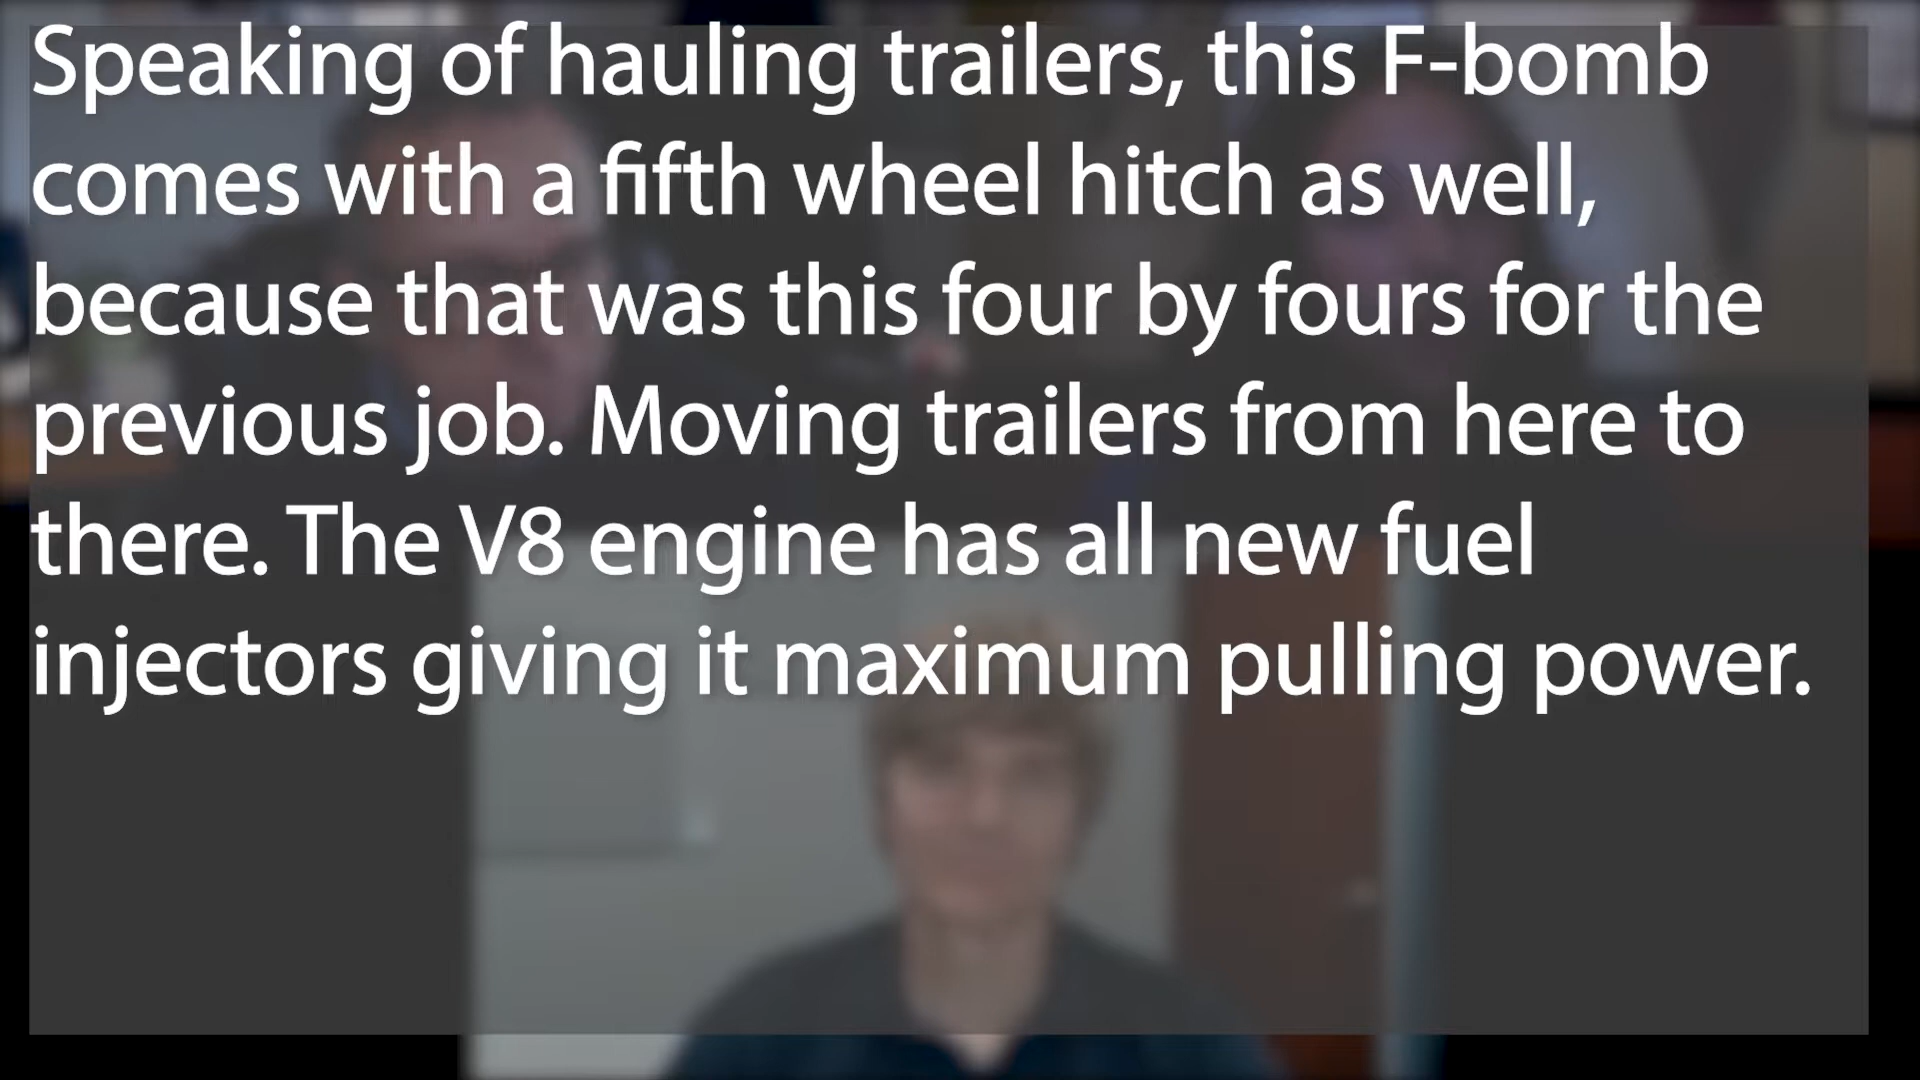 Speaking of hauling trailers, this F-bomb
comes with a fifth wheel hitch as well,
because that was this four by fours for the
previous job. Moving trailers from here to
there. The V8 engine has all new fuel
injectors giving it maximum pulling power.